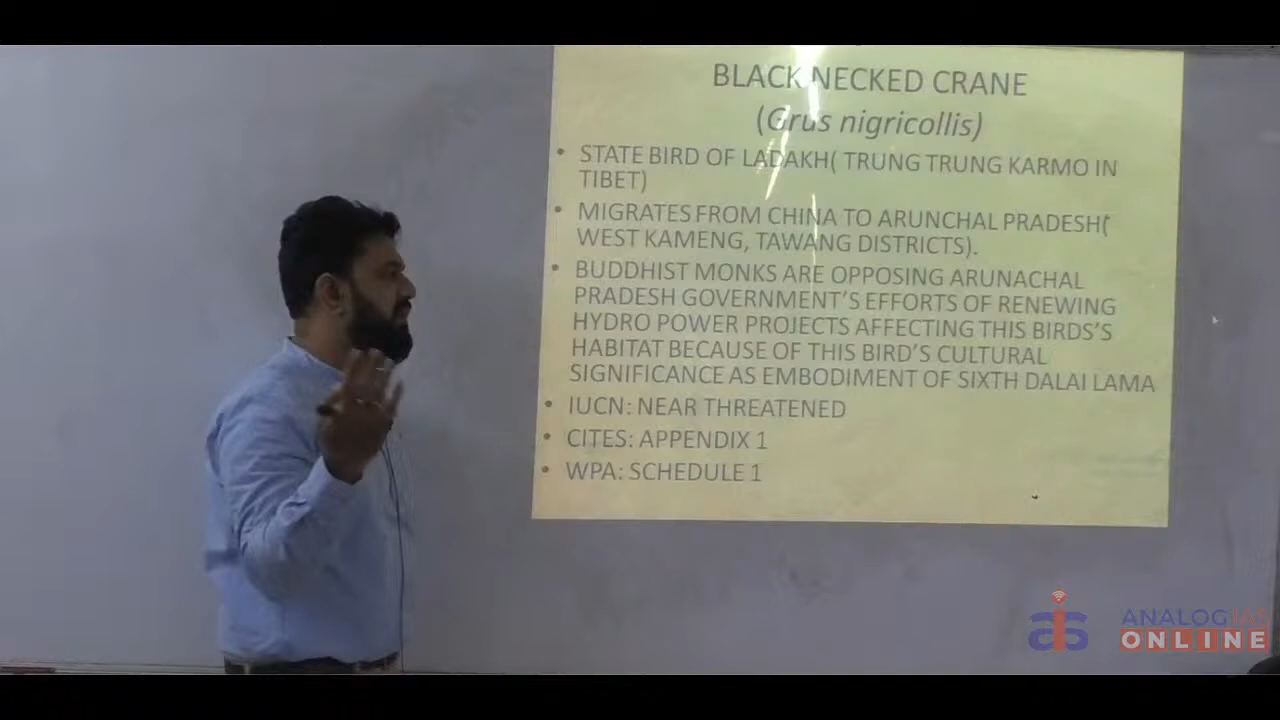 BLACK NECKED CRANE
(Grus nigricollis)
• STATE BIRD OF LADAKH( TRUNG TRUNG KARMO IN
TIBET)
• MIGRATES FROM CHINA TO ARUNCHAL PRADESH(
WEST KAMENG, TAWANG DISTRICTS).
• BUDDHIST MONKS ARE OPPOSING ARUNACHAL
PRADESH GOVERNMENT'S EFFORTS OF RENEWING
HYDRO POWER PROJECTS AFFECTING THIS BIRDS'S
HABITAT BECAUSE OF THIS BIRD'S CULTURAL
SIGNIFICANCE AS EMBODIMENT OF SIXTH DALAI LAMA
• IUCN: NEAR THREATENED
• CITES: APPENDIX 1
• WPA: SCHEDULE 1
ais
ANALOG IAS
ONLINE